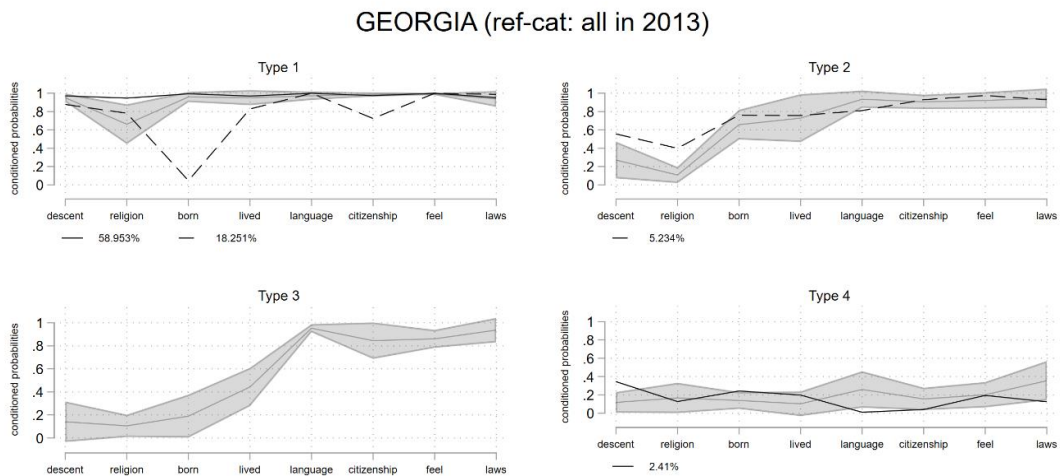 GEORGIA (ref-cat: all in 2013)
Type 1
conditioned probabilities
1
.8
.6
.4
.2
0
descent religion born lived language citizenship feel laws
58.953% 18.251%
Type 2
conditioned probabilities
1
.8
.6
.4
.2
0
descent religion born lived language citizenship feel laws
5.234%
Type 3
conditioned probabilities
1
.8
.6
.4
.2
0
descent religion born lived language citizenship feel laws
Type 4
conditioned probabilities
1
.8
.6
.4
.2
0
descent religion born lived language citizenship feel laws
2.41%